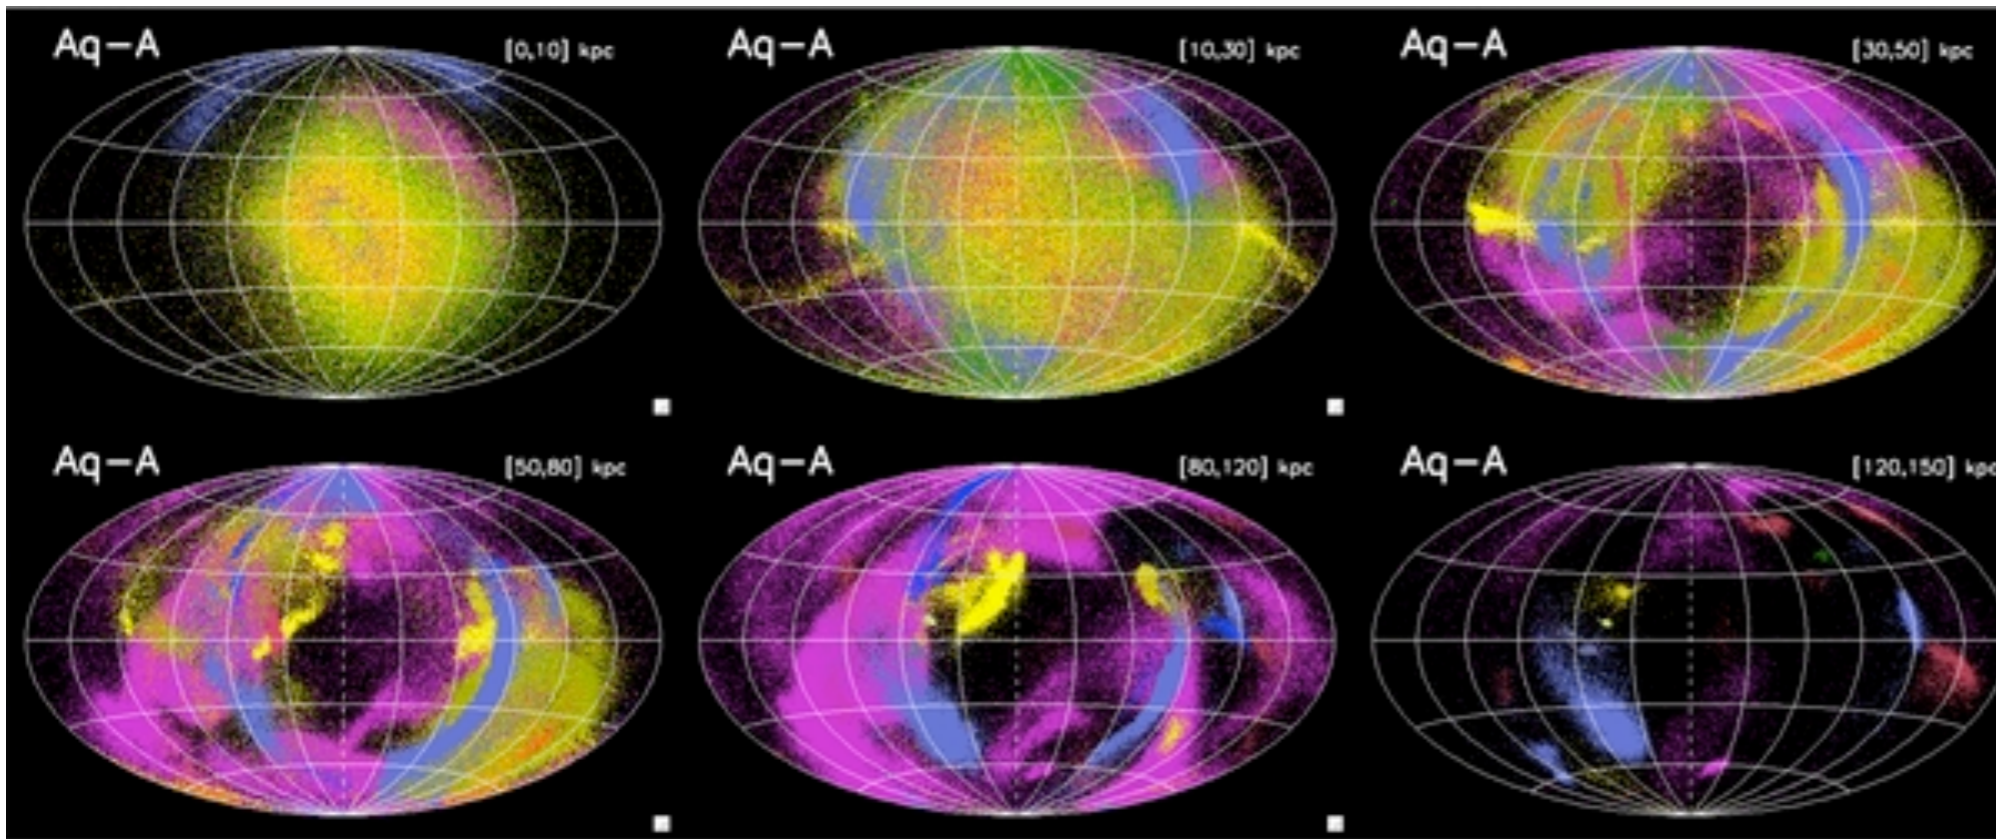 Aq-A [0,10] kpc
Aq-A [10,30] kpc
Aq-A [30,50] kpc
Aq-A [50,80] kpc
Aq-A [80,120] kpc
Aq-A [120,150] kpc